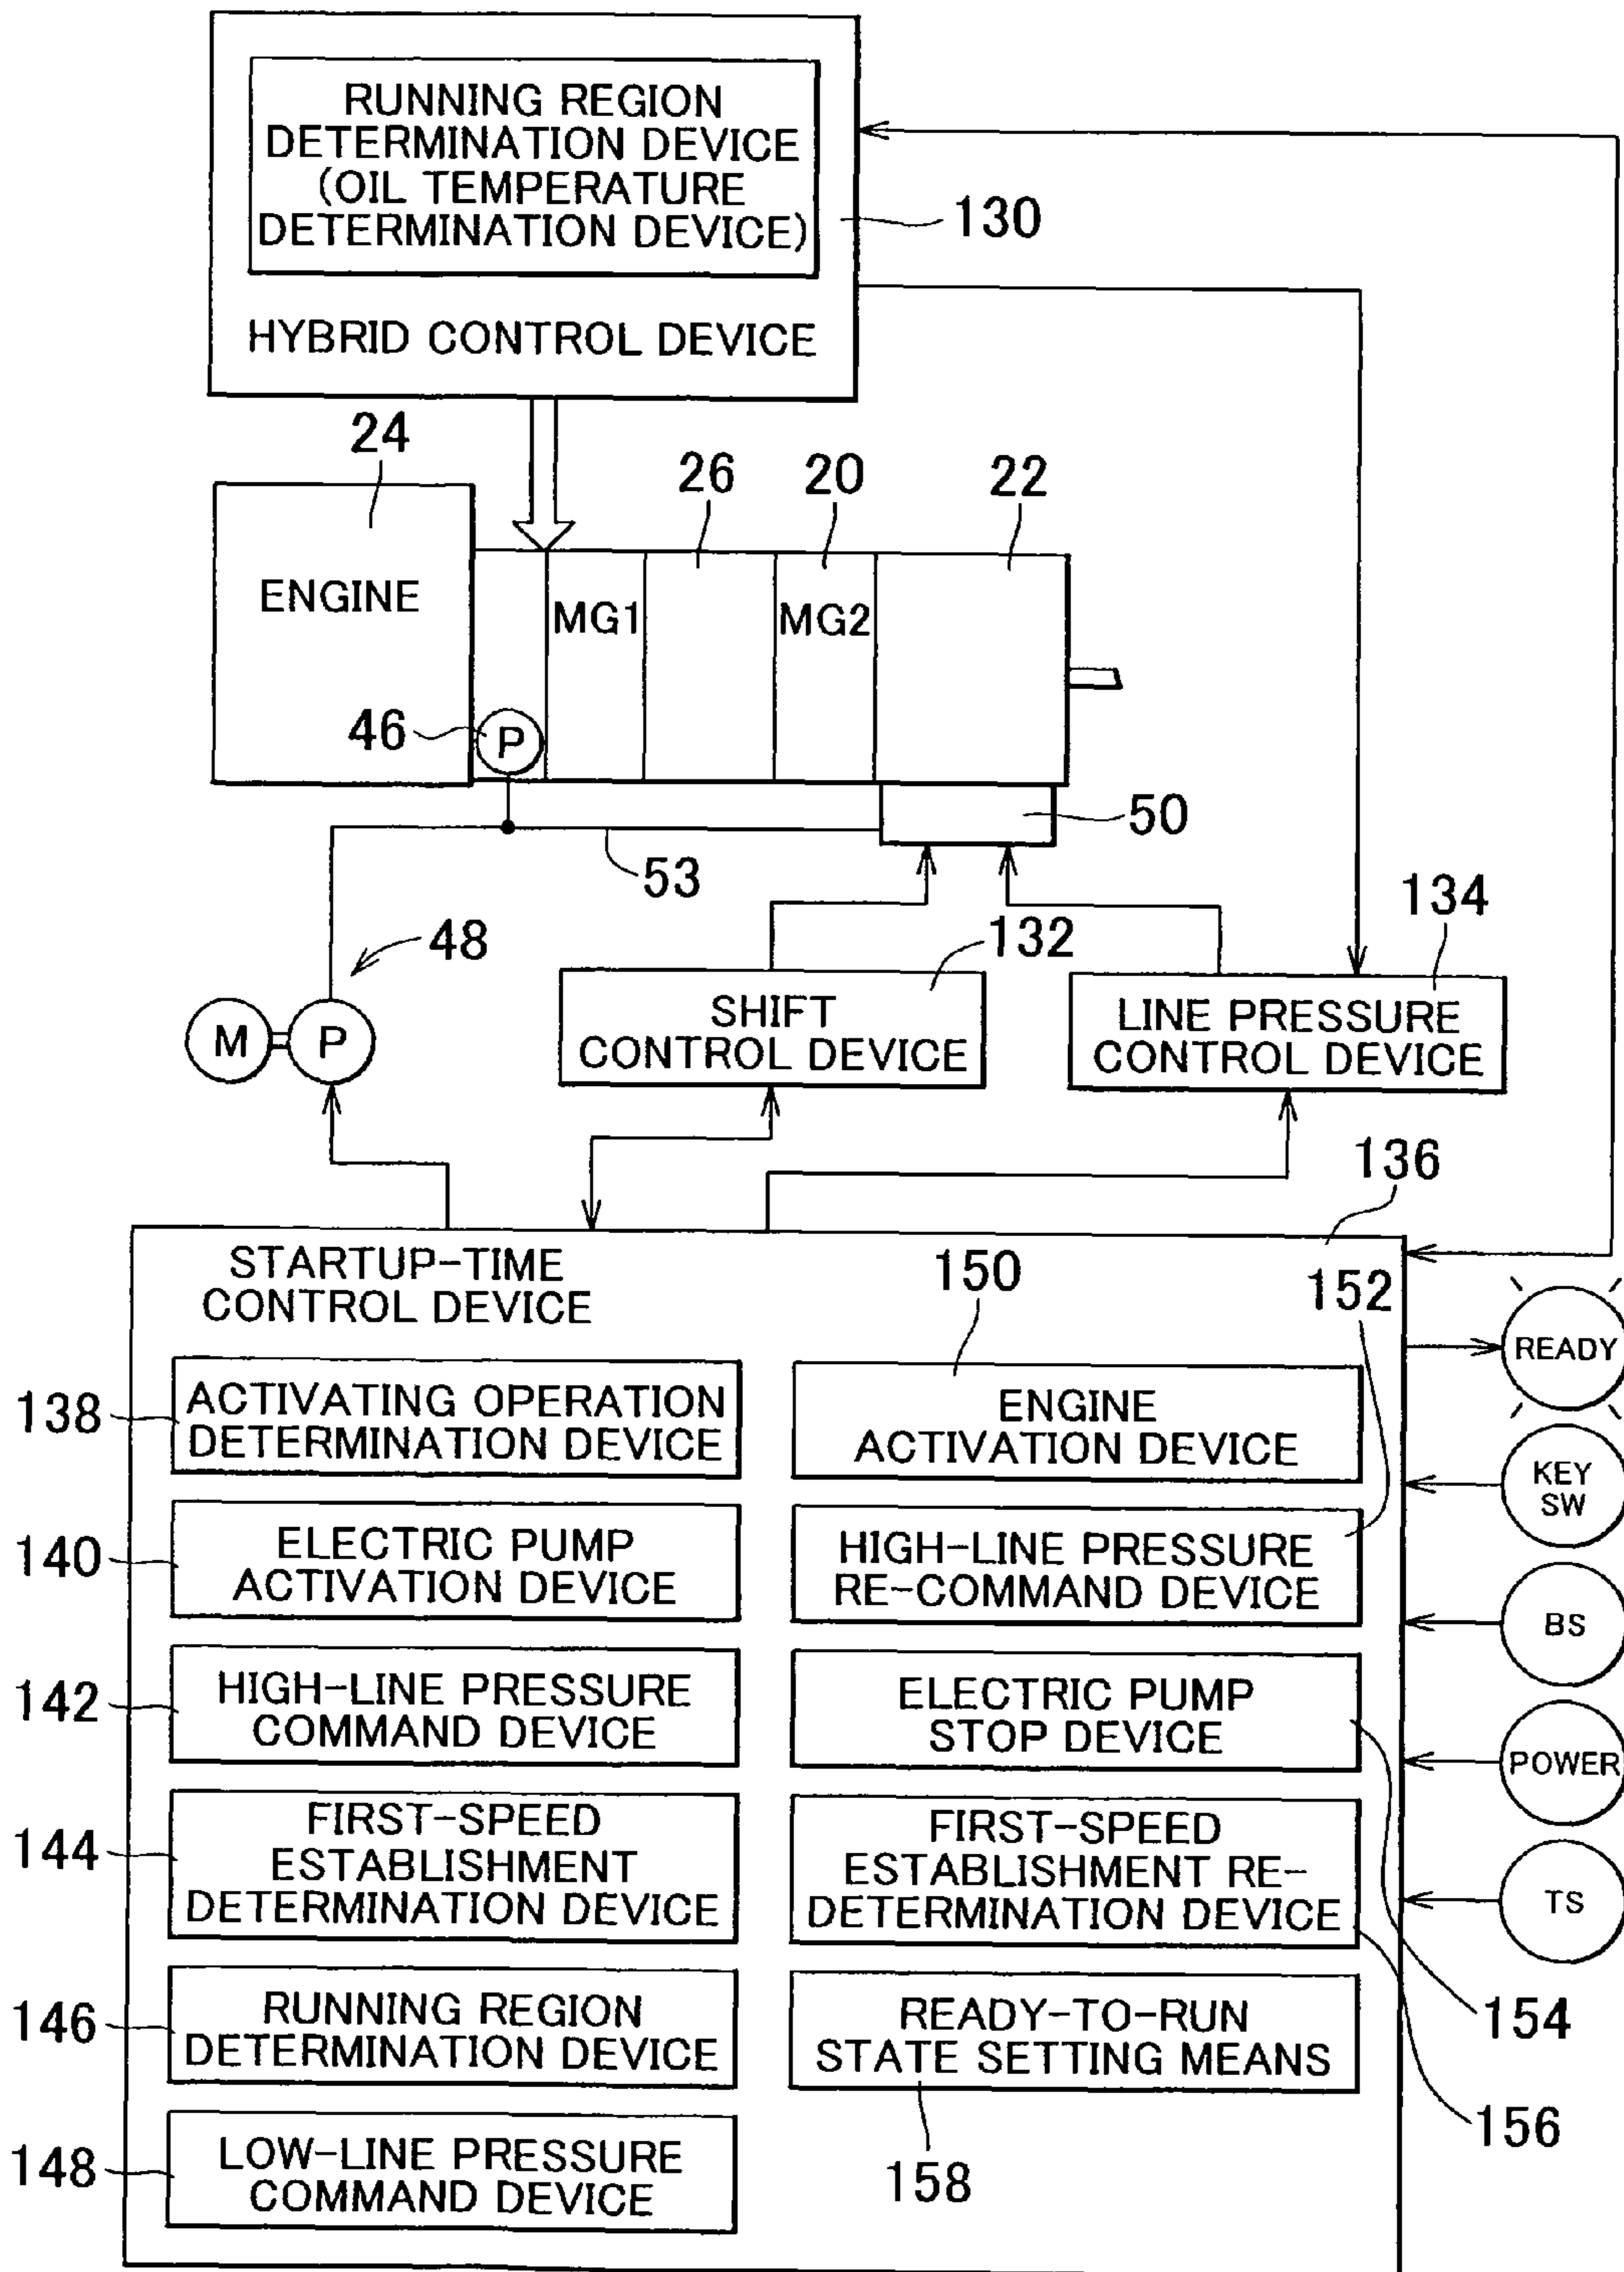 RUNNING REGION
DETERMINATION DEVICE
(OIL TEMPERATURE
DETERMINATION DEVICE)
130
HYBRID CONTROL DEVICE
24
26
20
22
ENGINE
MG1
MG2
46
P
50
53
48
M
P
132
134
SHIFT
CONTROL DEVICE
LINE PRESSURE
CONTROL DEVICE
136
STARTUP-TIME
CONTROL DEVICE
150
152
138
ACTIVATING OPERATION
DETERMINATION DEVICE
ENGINE
ACTIVATION DEVICE
140
ELECTRIC PUMP
ACTIVATION DEVICE
HIGH-LINE PRESSURE
RE-COMMAND DEVICE
142
HIGH-LINE PRESSURE
COMMAND DEVICE
ELECTRIC PUMP
STOP DEVICE
144
FIRST-SPEED
ESTABLISHMENT
DETERMINATION DEVICE
FIRST-SPEED
ESTABLISHMENT RE-
DETERMINATION DEVICE
146
RUNNING REGION
DETERMINATION DEVICE
READY-TO-RUN
STATE SETTING MEANS
148
LOW-LINE PRESSURE
COMMAND DEVICE
158
154
156
READY
KEY
SW
BS
POWER
TS